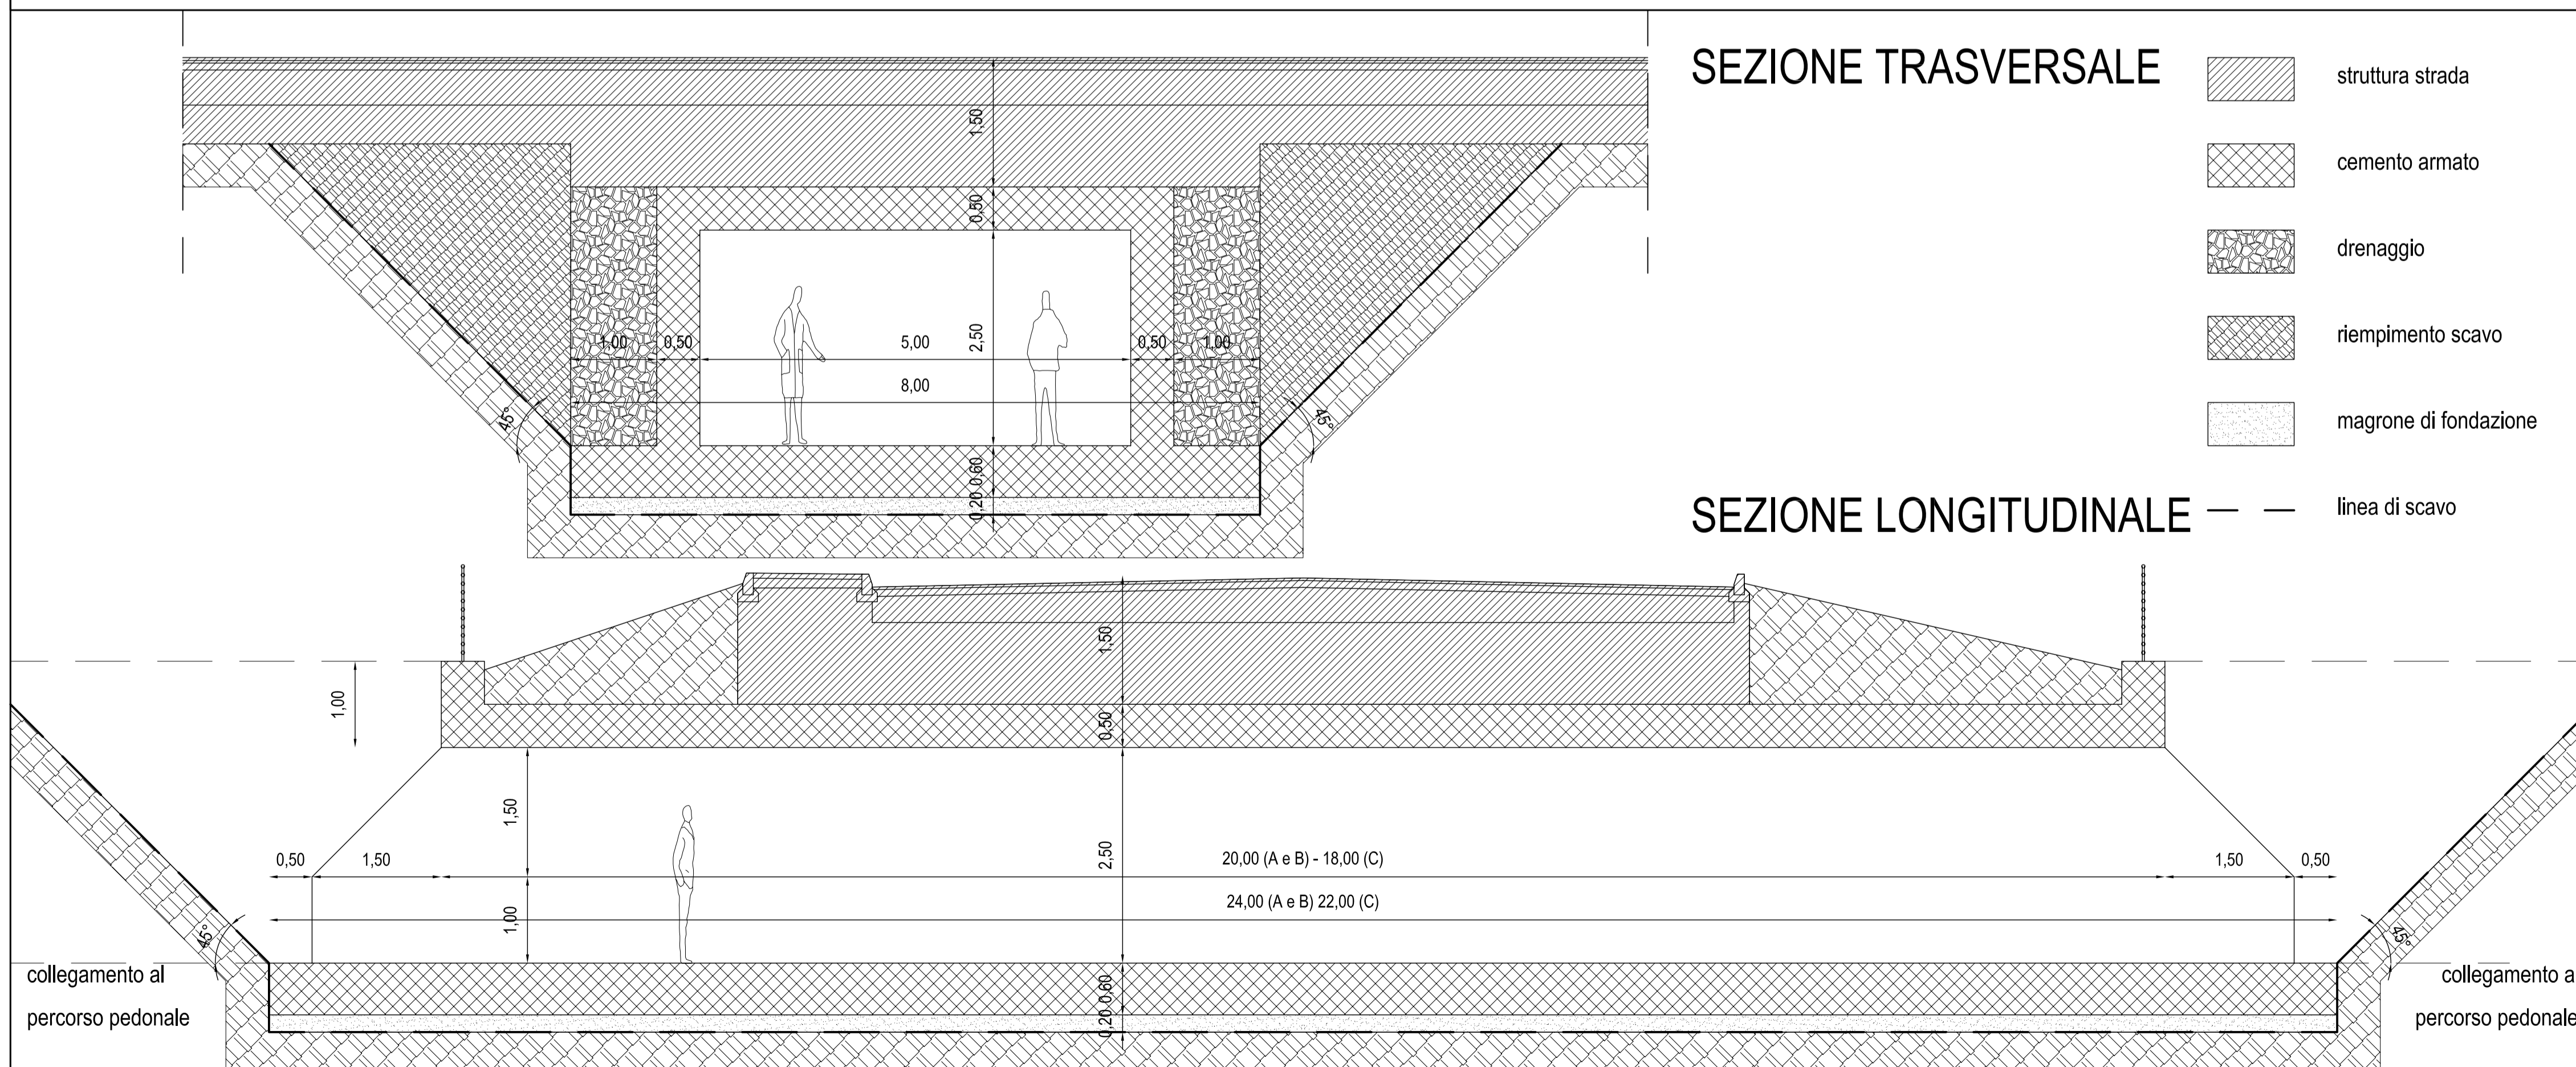 SEZIONE TRASVERSALE
struttura strada
cemento armato
drenaggio
riempimento scavo
magrone di fondazione
linea di scavo
1,50
0,50
2,50
1,00
0,50
5,00
0,50
1,00
8,00
45°
45°
0,60
0,20
SEZIONE LONGITUDINALE
1,50
1,00
0,50
1,50
2,50
0,50
1,50
20,00 (A e B) - 18,00 (C)
1,50
0,50
24,00 (A e B) 22,00 (C)
1,00
45°
45°
0,60
0,20
collegamento al
percorso pedonale
collegamento a
percorso pedonale